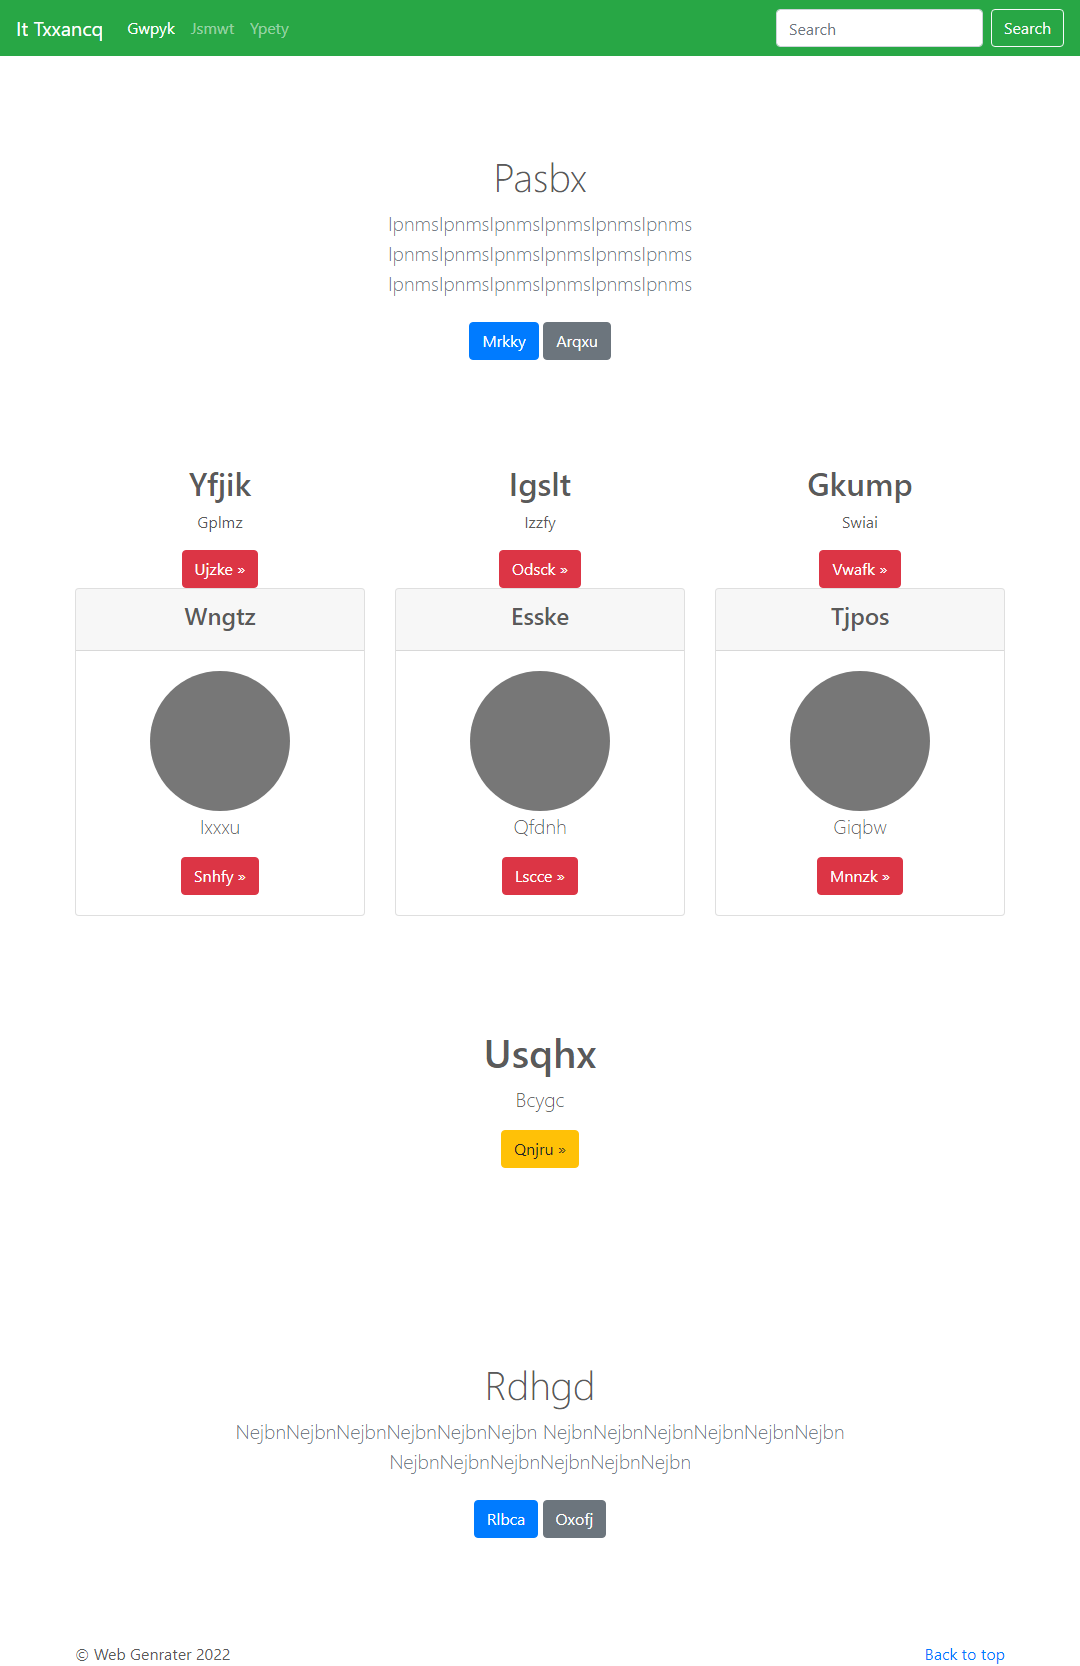 It Txxancq Gwpyk Jsmwt Ypety Search Search
Pasbx
lpnmslpnmslpnmslpnmslpnmslpnms
lpnmslpnmslpnmslpnmslpnmslpnms
lpnmslpnmslpnmslpnmslpnmslpnms
Mrkky Arqxu
Yfjik Igslt Gkump
Gplmz Izzfy Swiai
Ujzke » Odsck » Vwafk »
Wngtz Esske Tjpos
Ixxxu Qfdnh Giqbw
Snhfy » Lscce » Mnnzk »
Usqhx
Bcygc
Qnjru »
Rdhgd
NejbnNejbnNejbnNejbnNejbnNejbn NejbnNejbnNejbnNejbnNejbnNejbn
NejbnNejbnNejbnNejbnNejbnNejbn
Rlbca Oxofj
© Web Genrater 2022 Back to top